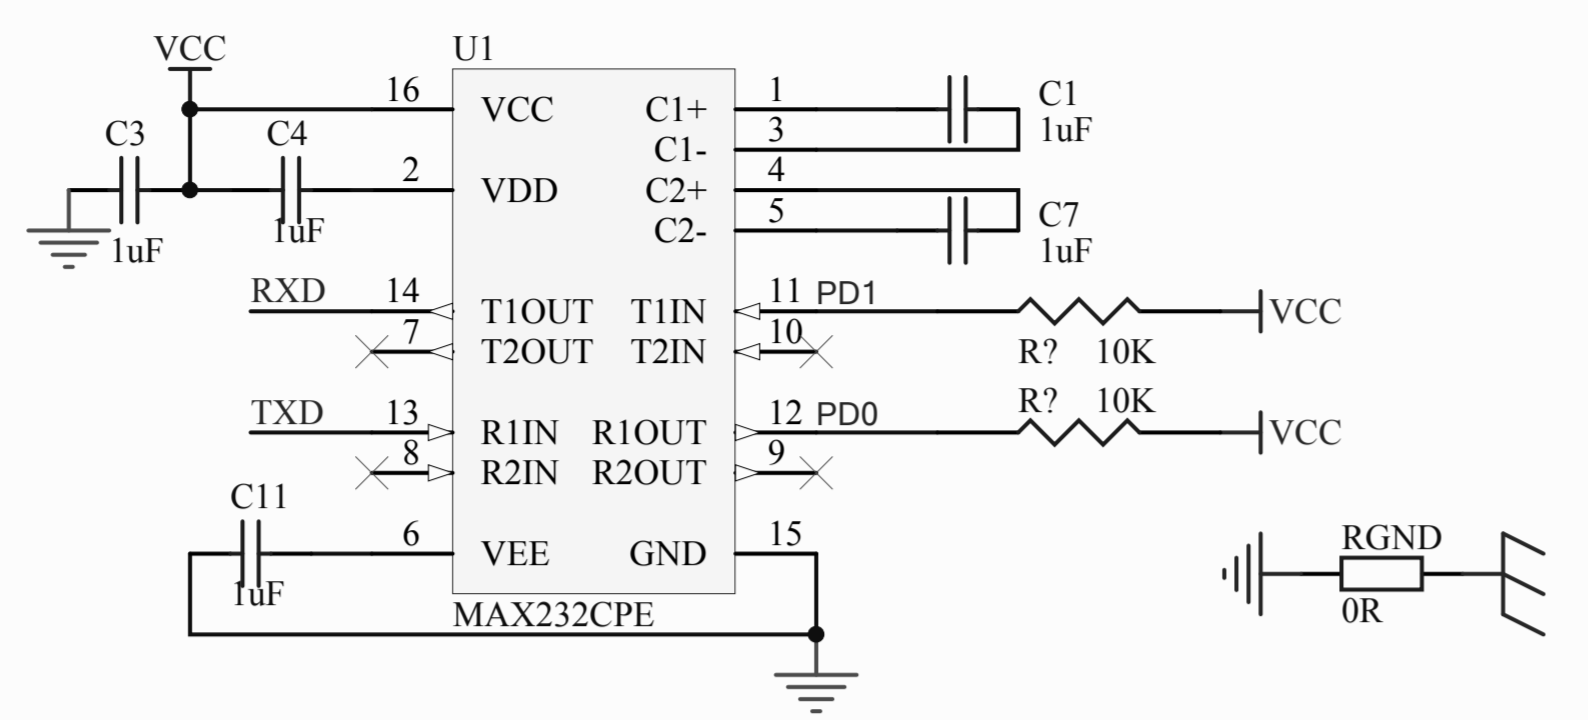 VCC
U1
16
VCC
C1+
1
C1
1uF
C3
C4
C1-
3
2
VDD
C2+
4
1uF
1uF
C2-
5
C7
1uF
RXD
14
T1OUT
T1IN
11
PD1
VCC
7
T2OUT
T2IN
10
R?
10K
R?
10K
TXD
13
R1IN
R1OUT
12
PD0
VCC
8
R2IN
R2OUT
9
C11
1uF
6
VEE
GND
15
RGND
0R
MAX232CPE